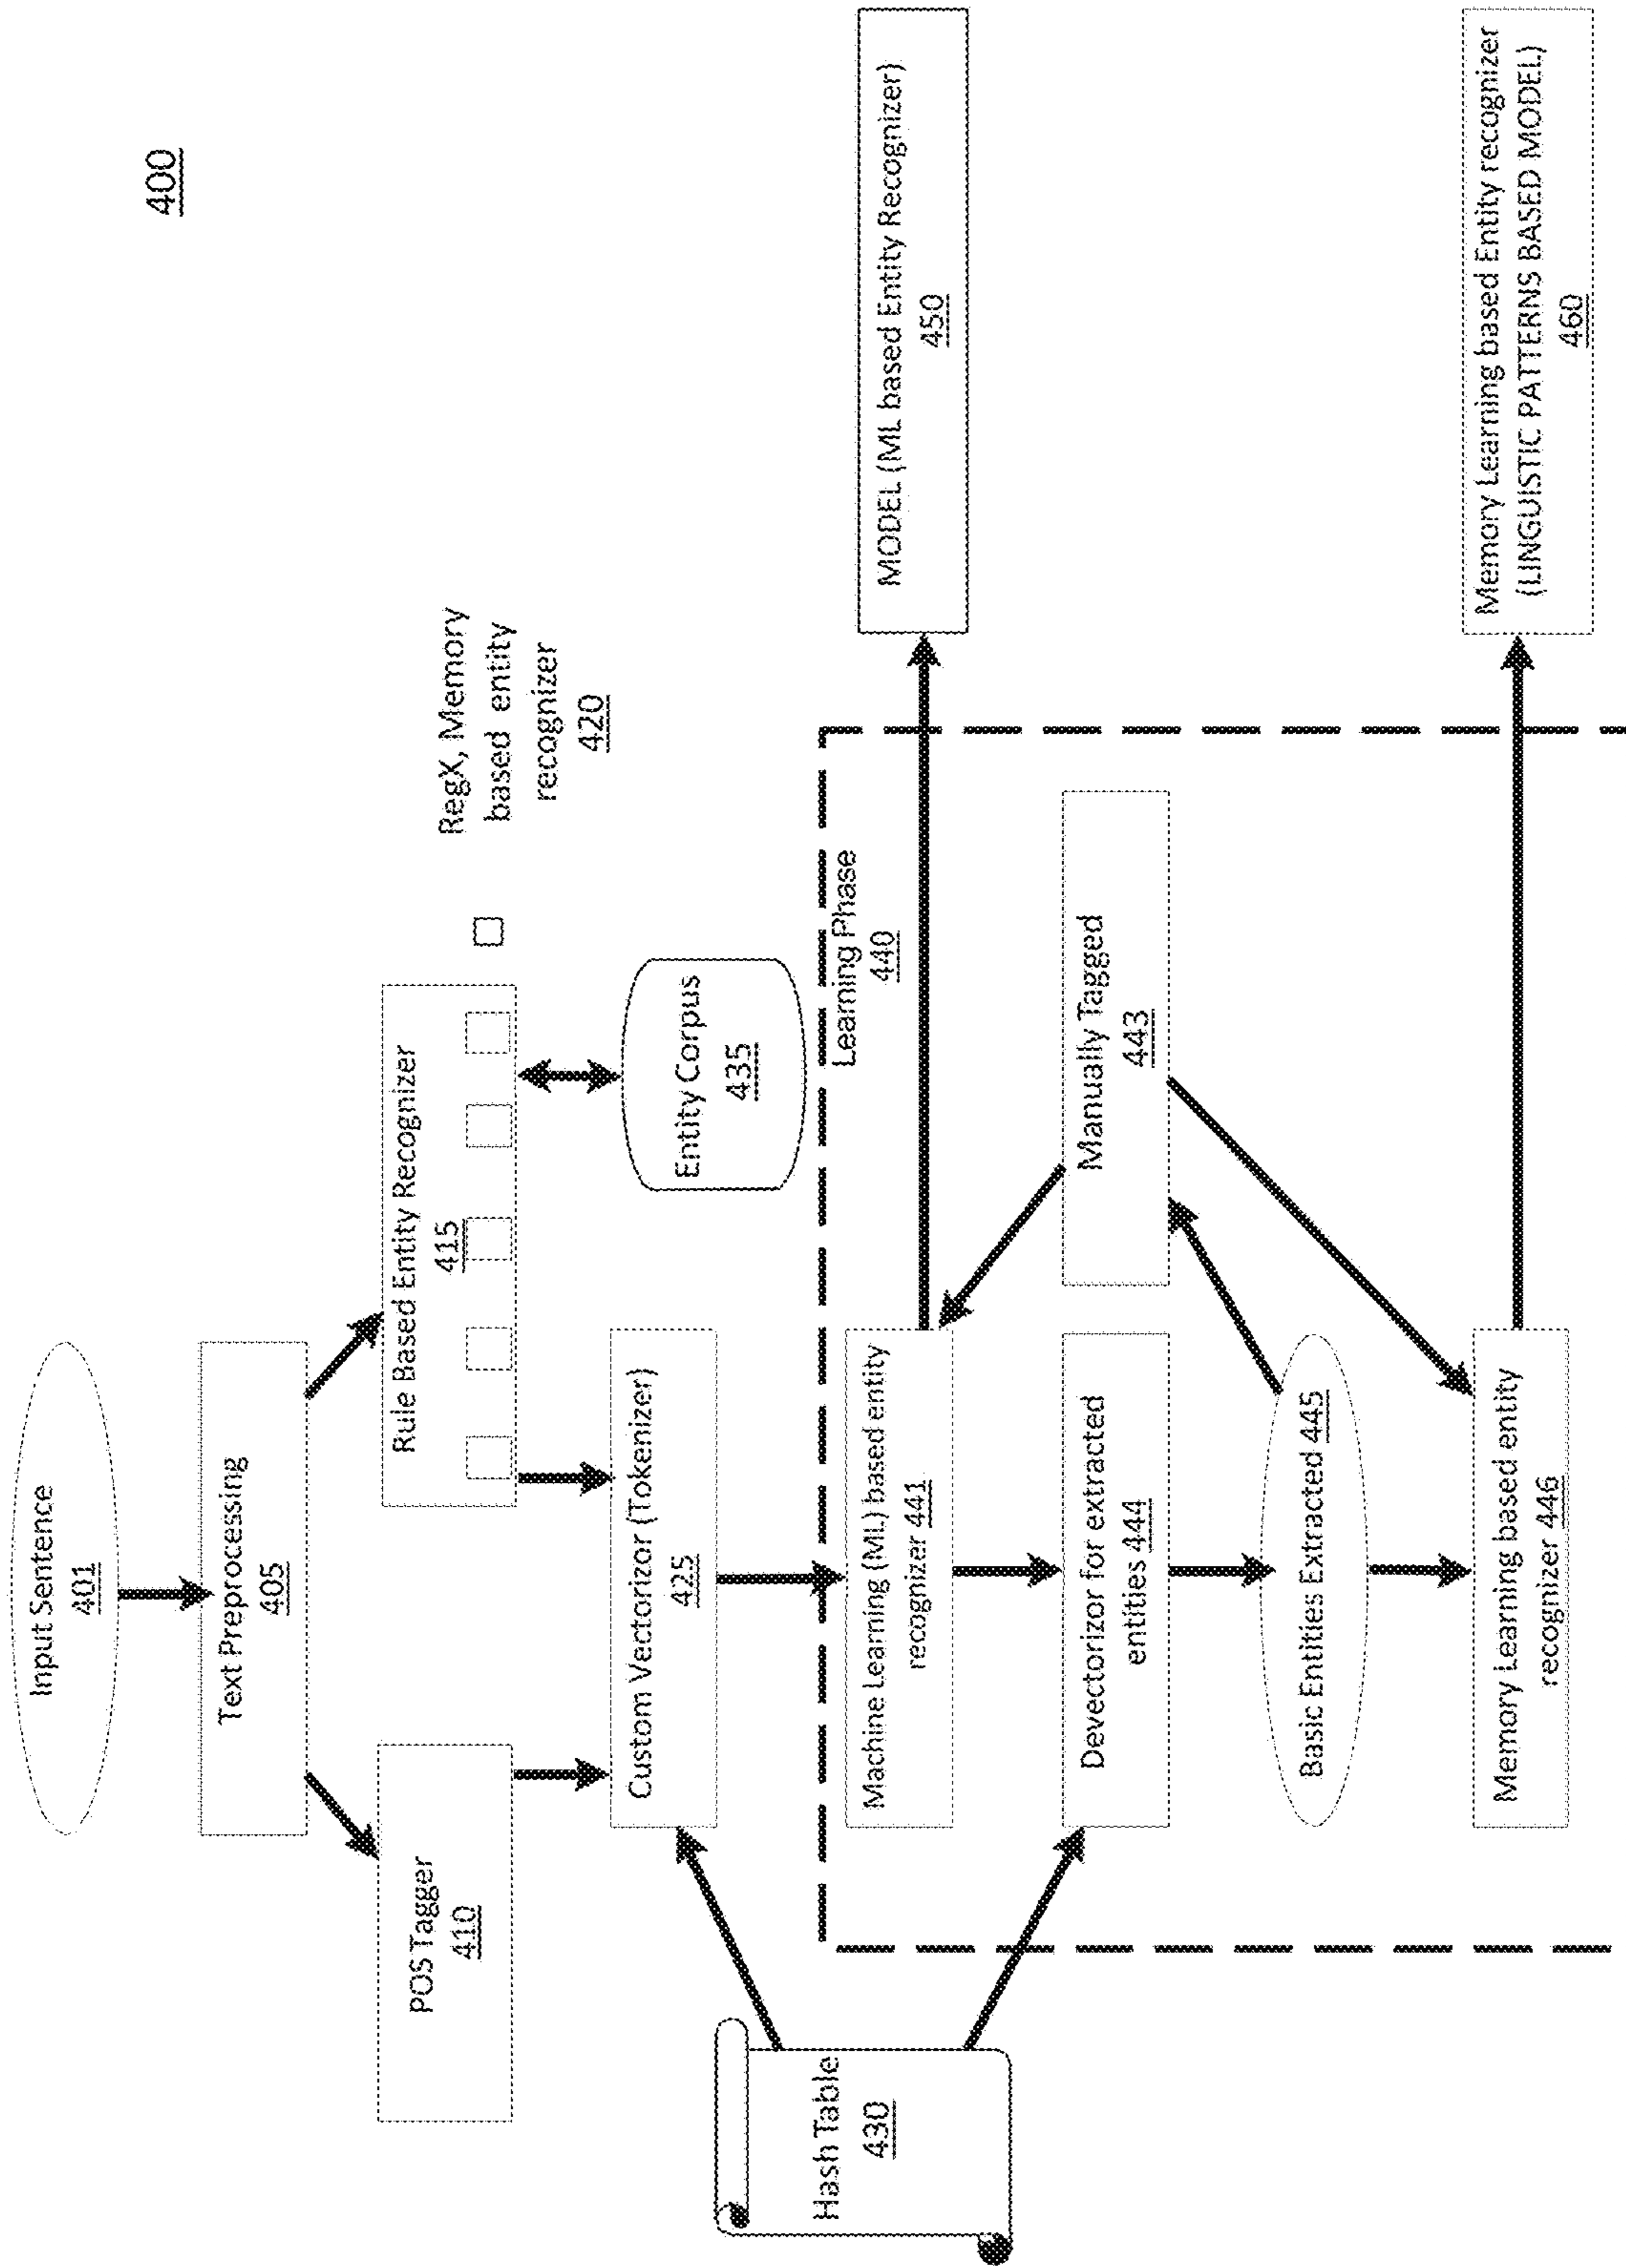 400
Input Sentence
401
Text Preprocessing
405
POS Tagger
410
Rule Based Entity Recognizer
415
RegX, Memory
based entity
recognizer
420
Custom Vectorizor (Tokenizer)
425
Entity Corpus
435
Hash Table
430
Learning Phase
440
Machine Learning (ML) based entity
recognizer 441
MODEL (ML based Entity Recognizer)
450
Devectorizor for extracted
entities 444
Manually Tagged
443
Basic Entities Extracted 445
Memory Learning based entity
recognizer 446
Memory Learning based Entity recognizer
(LINGUISTIC PATTERNS BASED MODEL)
460